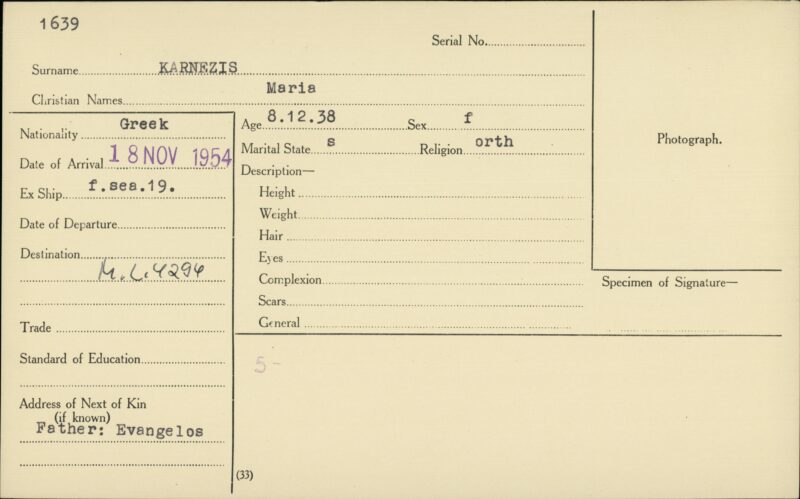 1639
Serial No.
Surname KARNEZIS
Christian Names Maria
Nationality Greek
Date of Arrival 18 NOV 1954
Ex Ship f.sea.19.
Date of Departure
Destination
M.L.4294
Trade
Standard of Education
Address of Next of Kin
(if known)
Father: Evangelos
Age 8.12.38 Sex f
Marital State s Religion orth
Description—
Height
Weight
Hair
Eyes
Complexion
Scars
General
5-
(33)
Photograph.
Specimen of Signature—